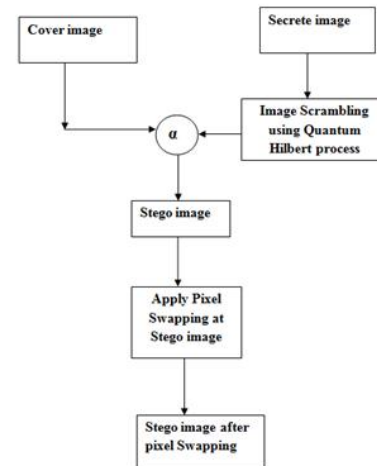 Cover image
Secrete image
α
Image Scrambling
using Quantum
Hilbert process
Stego image
Apply Pixel
Swapping at
Stego image
Stego image after
pixel Swapping